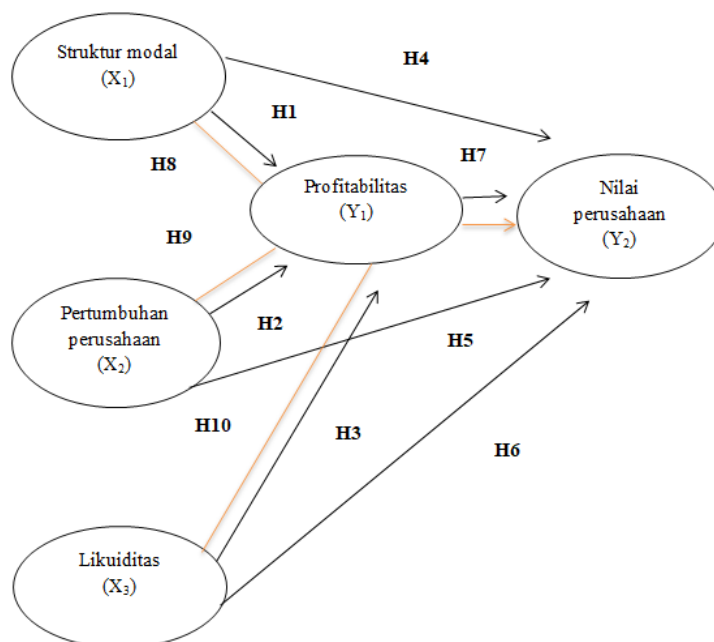 Struktur modal
(X₁)
H4
H1
H8
H7
Profitabilitas
(Y₁)
Nilai
perusahaan
(Y₂)
H9
Pertumbuhan
perusahaan
(X₂)
H2
H5
H10
H3
H6
Likuiditas
(X₃)